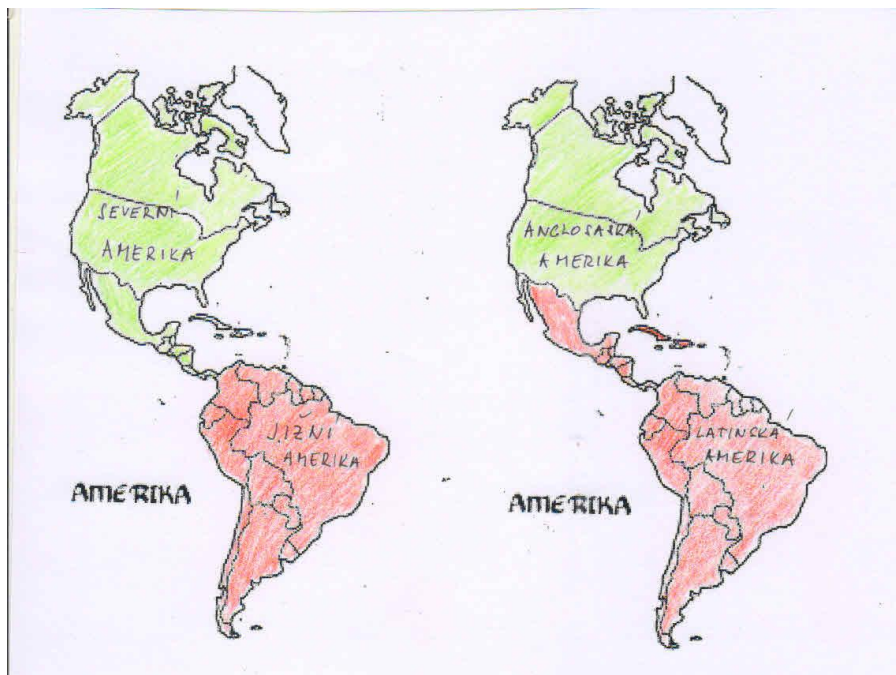 SEVERNÍ
AMERIKA
JIŽNÍ
AMERIKA
AMERIKA
ANGLOSASKÁ
AMERIKA
LATINSKÁ
AMERIKA
AMERIKA